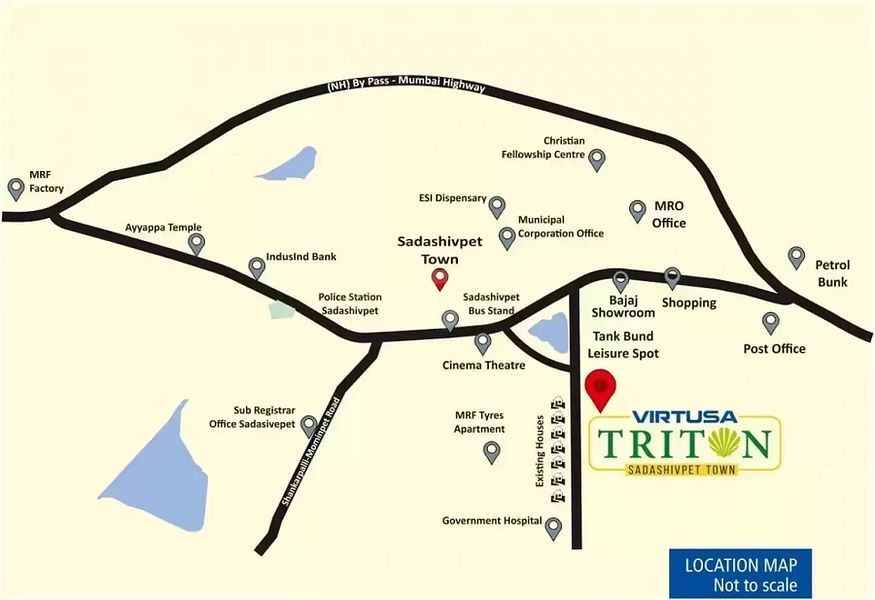 (NH) By Pass - Mumbai Highway
Christian
Fellowship Centre
MRF
Factory
ESI Dispensary
MRO
Office
Ayyappa Temple
Municipal
Corporation Office
Sadashivpet
Town
IndusInd Bank
Petrol
Bunk
Police Station
Sadashivpet
Sadashivpet
Bus Stand
Bajaj
Showroom
Shopping
Tank Bund
Leisure Spot
Post Office
Cinema Theatre
Sub Registrar
Office Sadasivepet
Shankarpalli-Mominpet Road
MRF Tyres
Apartment
Existing Houses
VIRTUSA
TRITON
SADASHIVPET TOWN
Government Hospital
LOCATION MAP
Not to scale